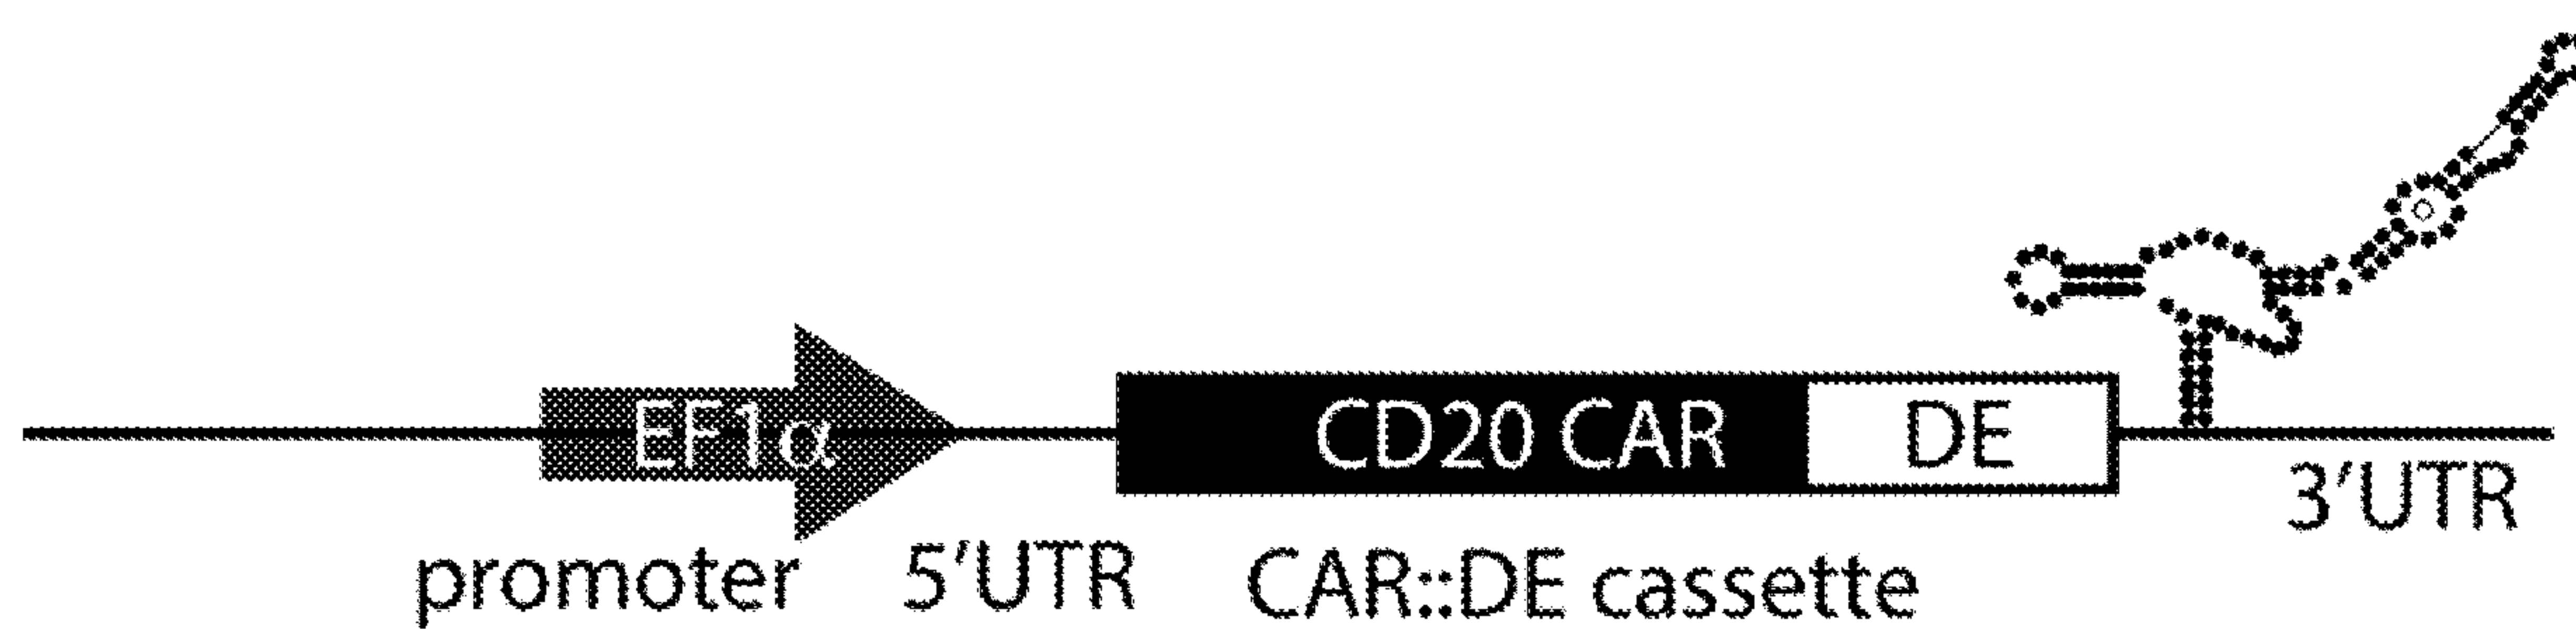 EF1α
CD20 CAR
DE
3'UTR
promoter
5'UTR
CAR::DE cassette